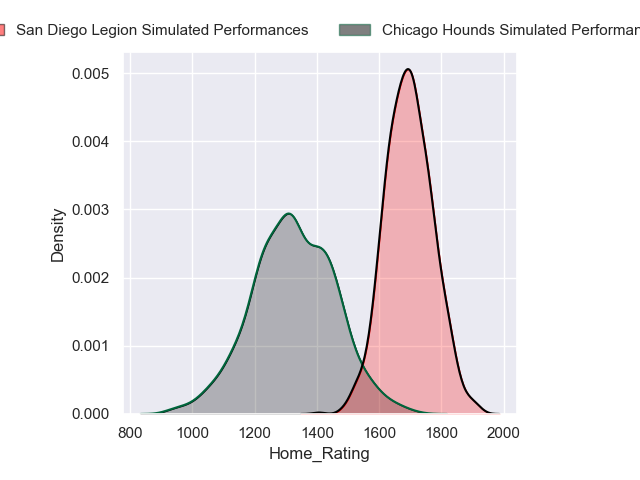 San Diego Legion Simulated Performances
Chicago Hounds Simulated
Density
0.005
0.004
0.003
0.002
0.001
0.000
800 1000 1200 1400 1600 1800 2000
Home_Rating